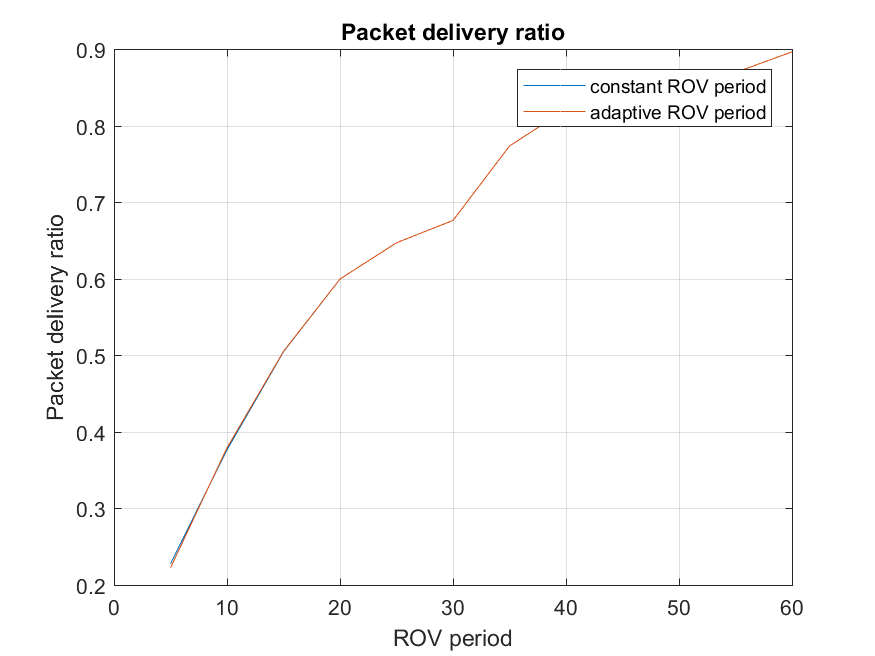 Packet delivery ratio
0.9
0.8
0.7
0.6
0.5
0.4
0.3
0.2
Packet delivery ratio
constant ROV period
adaptive ROV period
0 10 20 30 40 50 60
ROV period